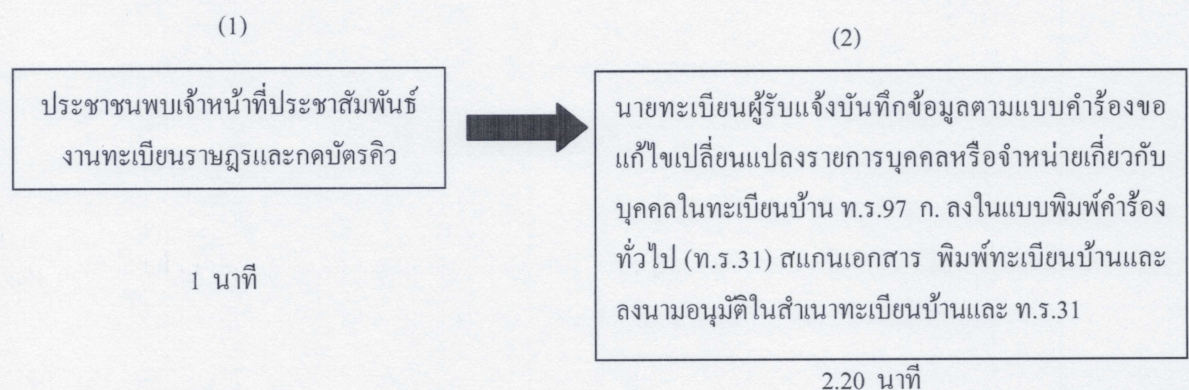 (1)
ประชาชนพบเจ้าหน้าที่ประชาสัมพันธ์
งานทะเบียนราษฎรและกดบัตรคิว
1 นาที
(2)
นายทะเบียนผู้รับแจ้งบันทึกข้อมูลตามแบบคำร้องขอ
แก้ไขเปลี่ยนแปลงรายการบุคคลหรือจำหน่ายเกี่ยวกับ
บุคคลในทะเบียนบ้าน ท.ร.97 ก. ลงในแบบพิมพ์คำร้อง
ทั่วไป (ท.ร.31) สแกนเอกสาร พิมพ์ทะเบียนบ้านและ
ลงนามอนุมัติในสำเนาทะเบียนบ้านและ ท.ร.31
2.20 นาที